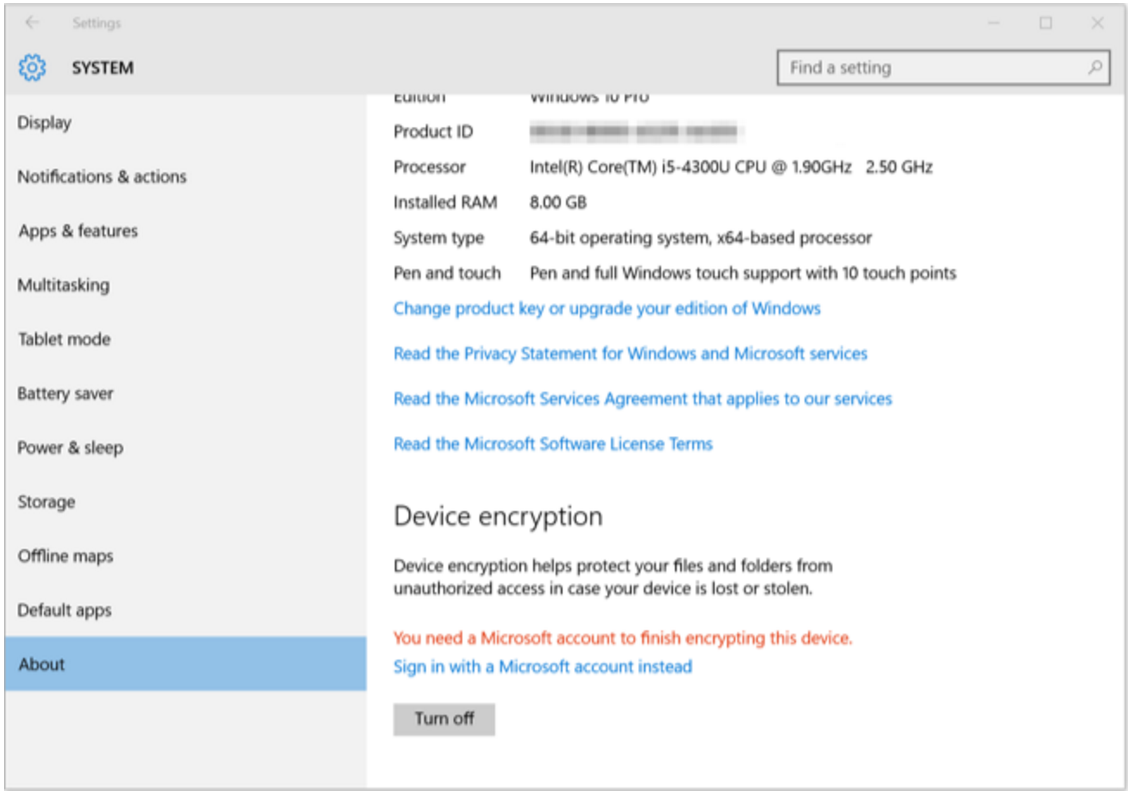 Settings
SYSTEM
Find a setting
Display
Notifications & actions
Apps & features
Multitasking
Tablet mode
Battery saver
Power & sleep
Storage
Offline maps
Default apps
About
Edition Windows 10 Pro
Product ID
Processor Intel(R) Core(TM) i5-4300U CPU @ 1.90GHz 2.50 GHz
Installed RAM 8.00 GB
System type 64-bit operating system, x64-based processor
Pen and touch Pen and full Windows touch support with 10 touch points
Change product key or upgrade your edition of Windows
Read the Privacy Statement for Windows and Microsoft services
Read the Microsoft Services Agreement that applies to our services
Read the Microsoft Software License Terms
Device encryption
Device encryption helps protect your files and folders from
unauthorized access in case your device is lost or stolen.
You need a Microsoft account to finish encrypting this device.
Sign in with a Microsoft account instead
Turn off